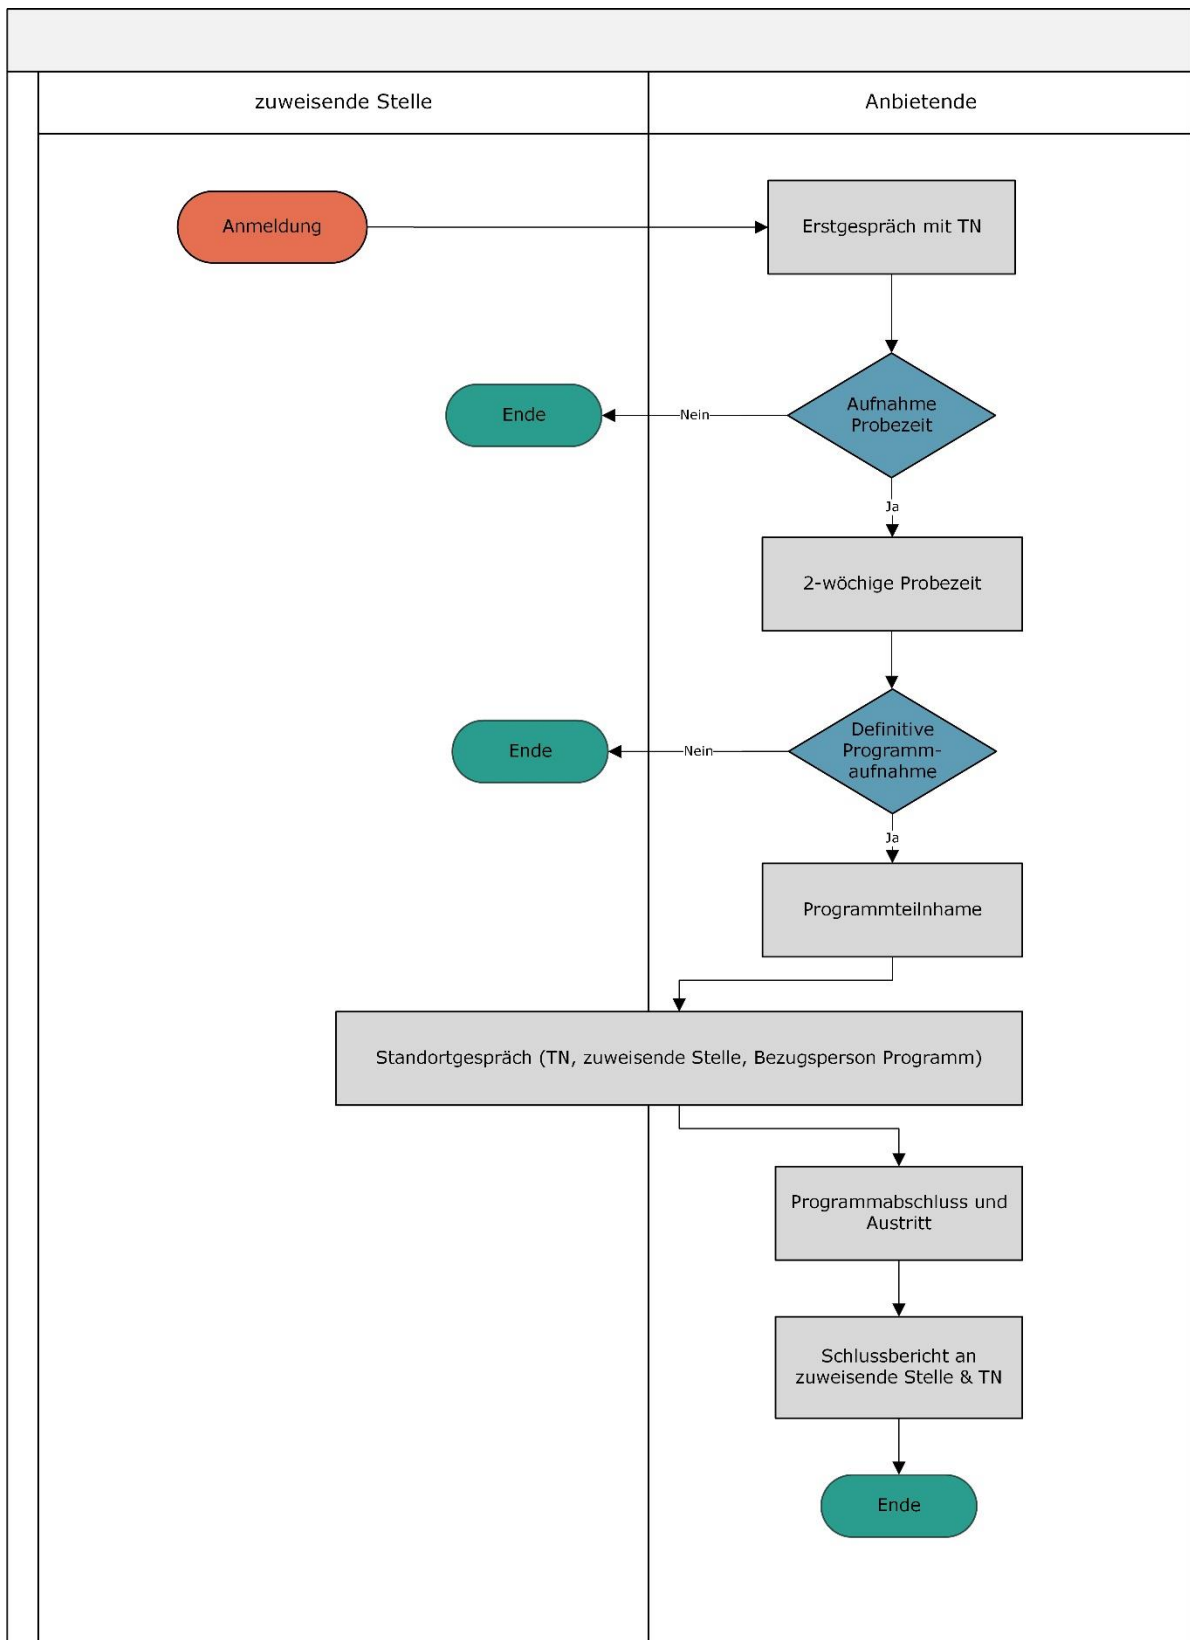 zuweisende Stelle
Anbietende
Anmeldung
Erstgespräch mit TN
Aufnahme
Probezeit
Nein
Ende
Ja
2-wöchige Probezeit
Definitive
Programm-
aufnahme
Nein
Ende
Ja
Programmteilnhame
Standortgespräch (TN, zuweisende Stelle, Bezugsperson Programm)
Programmabschluss und
Austritt
Schlussbericht an
zuweisende Stelle & TN
Ende